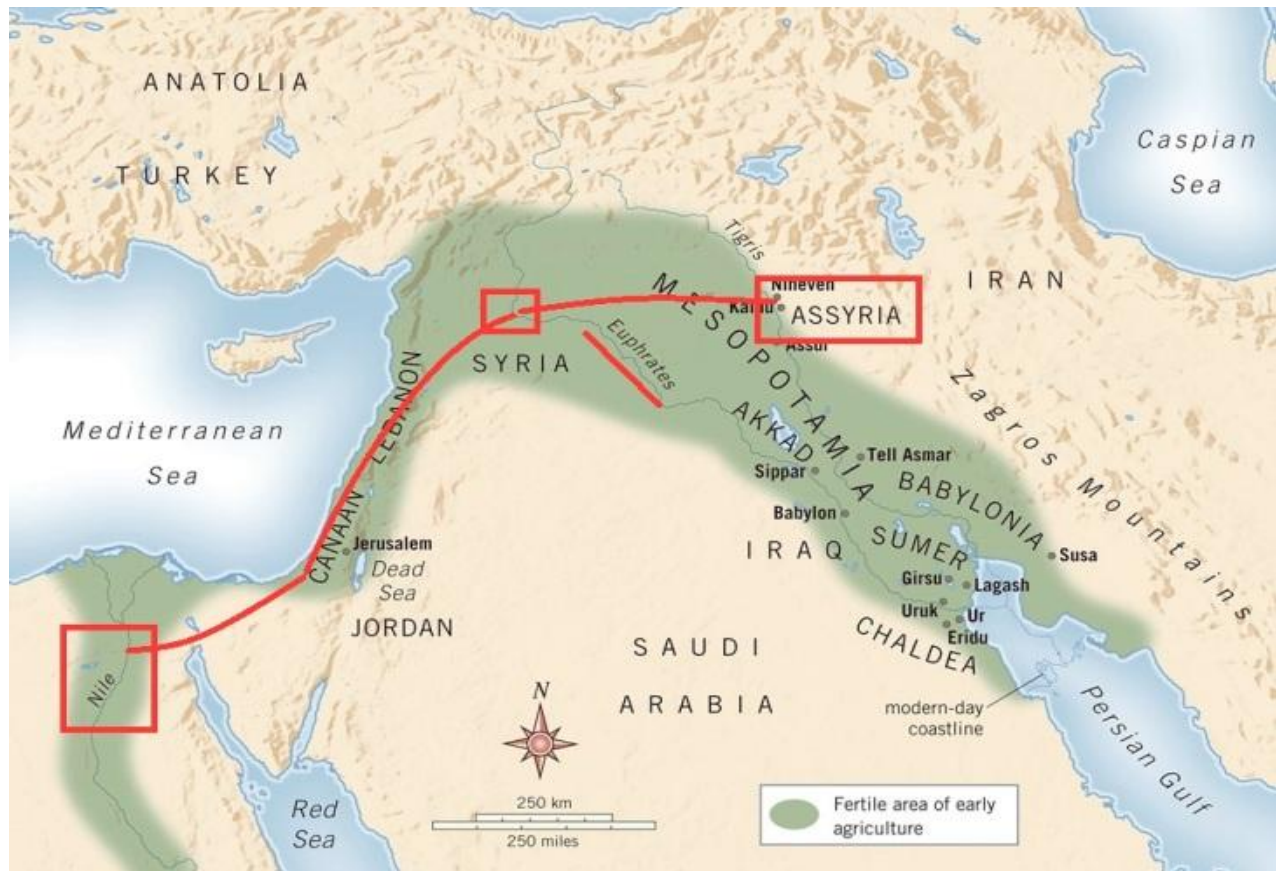 ANATOLIA
TURKEY
Caspian
Sea
Tigris
IRAN
Nineveh
ASSYRIA
Assur
MESOPOTAMIA
Euphrates
SYRIA
Zagros Mountains
LEBANON
CANAAN
Mediterranean
Sea
AKKAD
Tell Asmar
Sippar
BABYLONIA
Babylon
IRAQ
SUMER
Susa
Jerusalem
Dead
Sea
JORDAN
Girsu
Lagash
Uruk
Ur
Eridu
CHALDEA
SAUDI
ARABIA
Nile
modern-day
coastline
Persian Gulf
N
Red
Sea
250 km
250 miles
Fertile area of early
agriculture